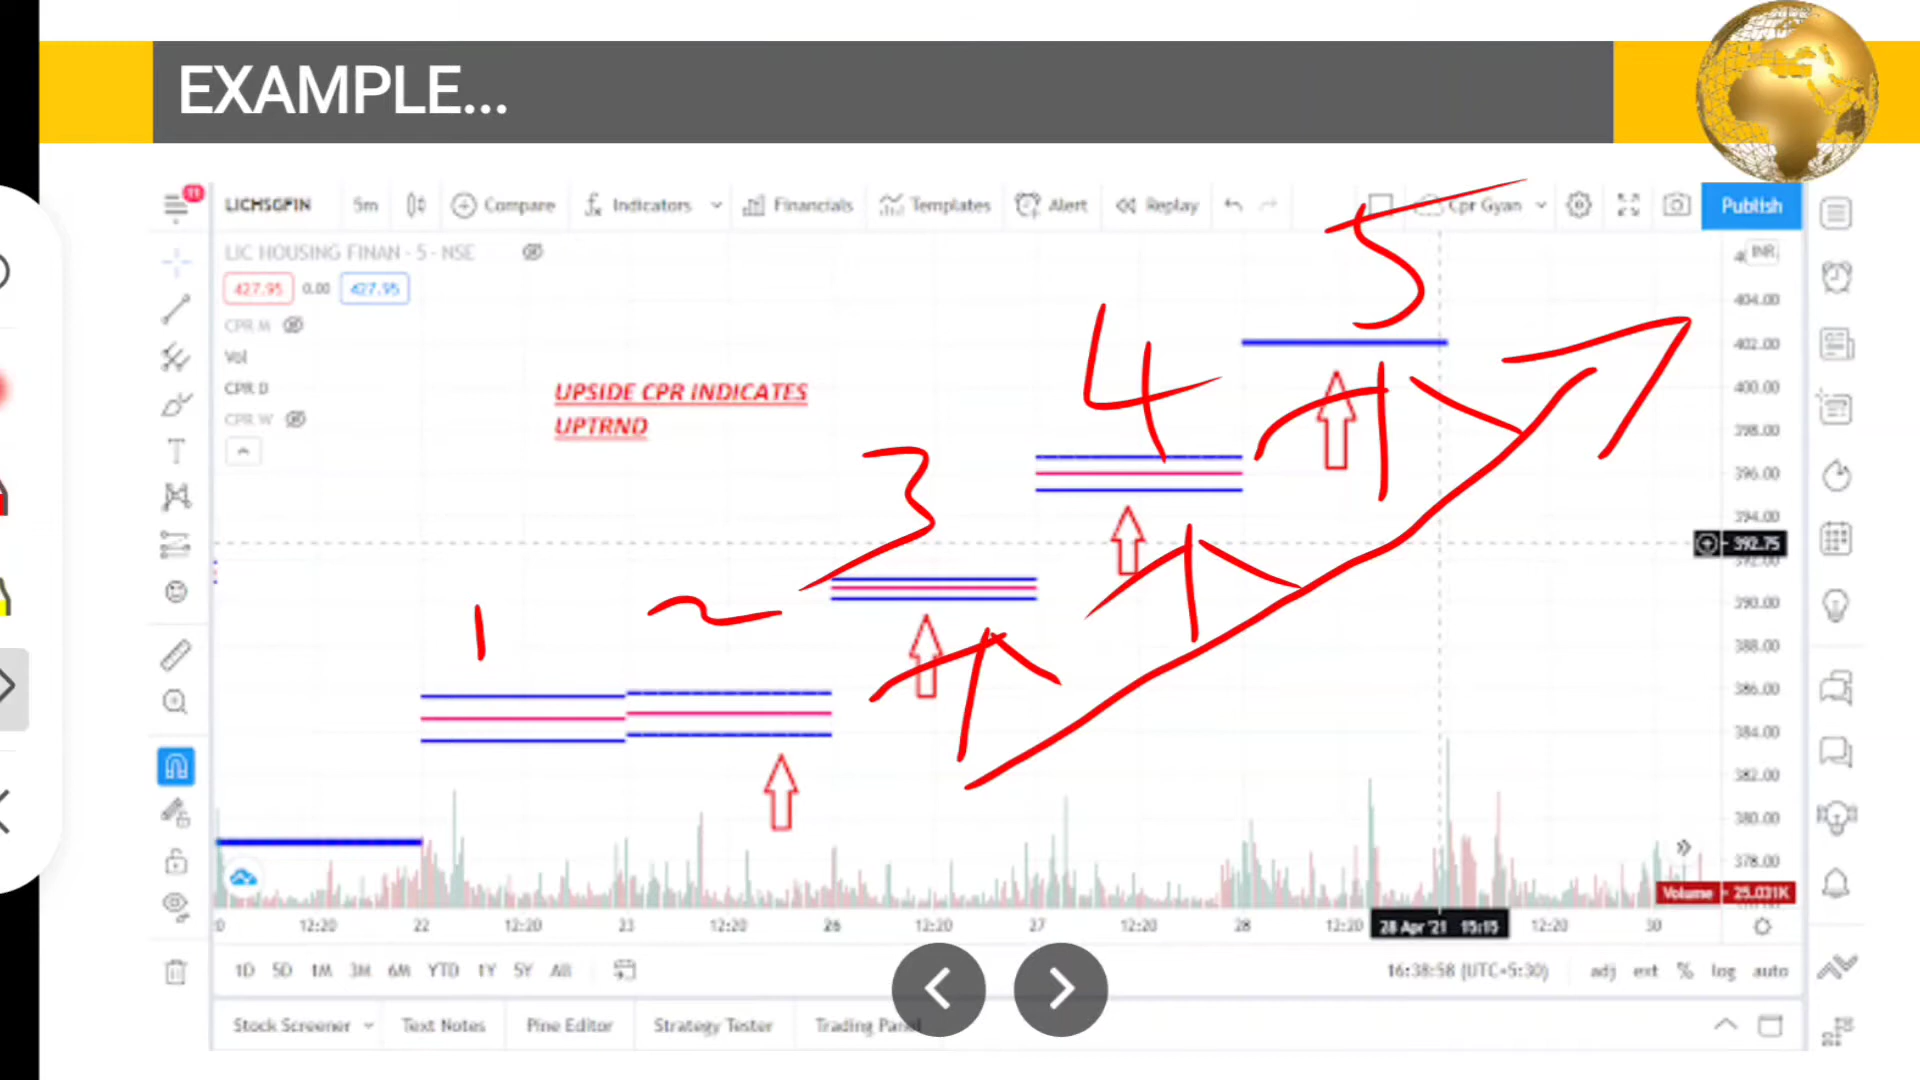 EXAMPLE...
11
LICHSGFIN 5m Compare Indicators Financials Templates Alert Replay Cpr Gyan Publish
LIC HOUSING FINAN - 5 - NSE
INR
427.95 0.00 427.95
404.00
CPR M
Vol
402.00
CPR D
400.00
CPR W
UPSIDE CPR INDICATES
UPTRND
398.00
396.00
394.00
392.75
392.00
390.00
388.00
386.00
384.00
382.00
380.00
378.00
1
3
4
5
Volume 25.031K
0 12:20 22 12:20 23 12:20 26 12:20 27 12:20 28 12:20 28 Apr '21 15:15 12:20 30
1D 5D 1M 3M 6M YTD 1Y 5Y All 16:38:58 (UTC+5:30) adj ext % log auto
Stock Screener Text Notes Pine Editor Strategy Tester Trading Panel